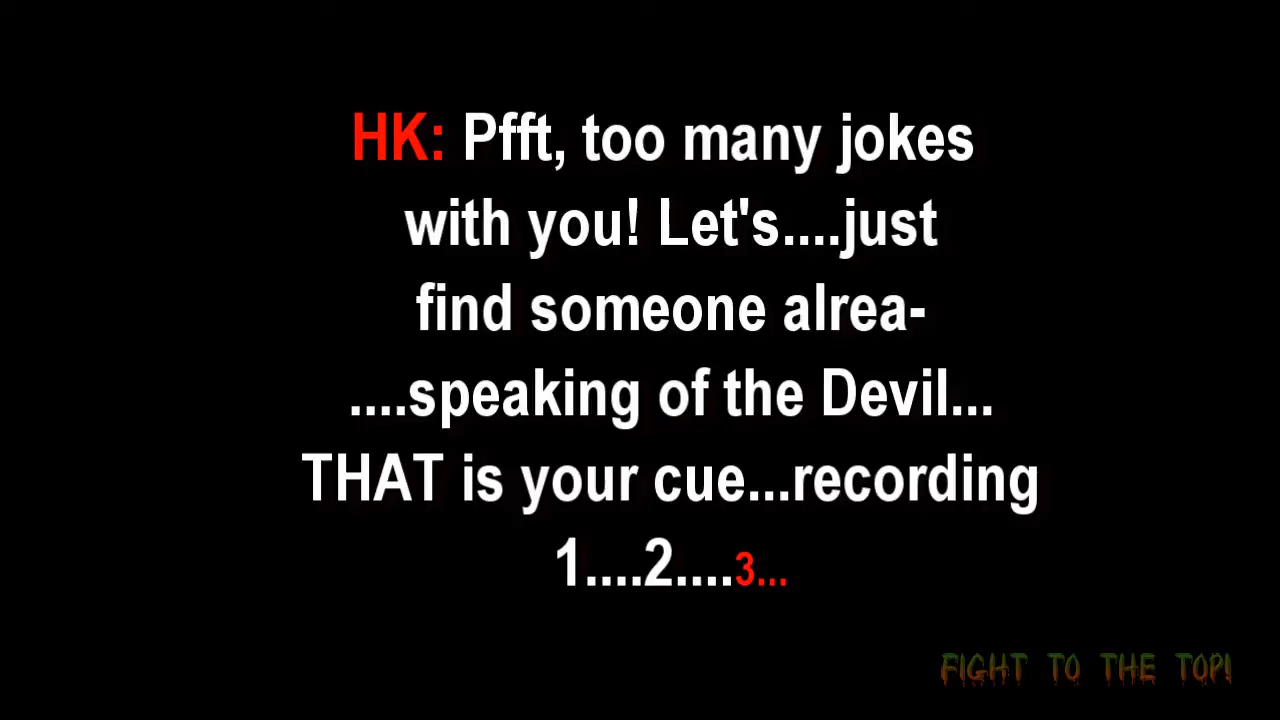 HK: Pffft, too many jokes
with you! Let's....just
find someone alrea-
....speaking of the Devil...
THAT is your cue...recording
1....2....3...
FIGHT TO THE TOP!